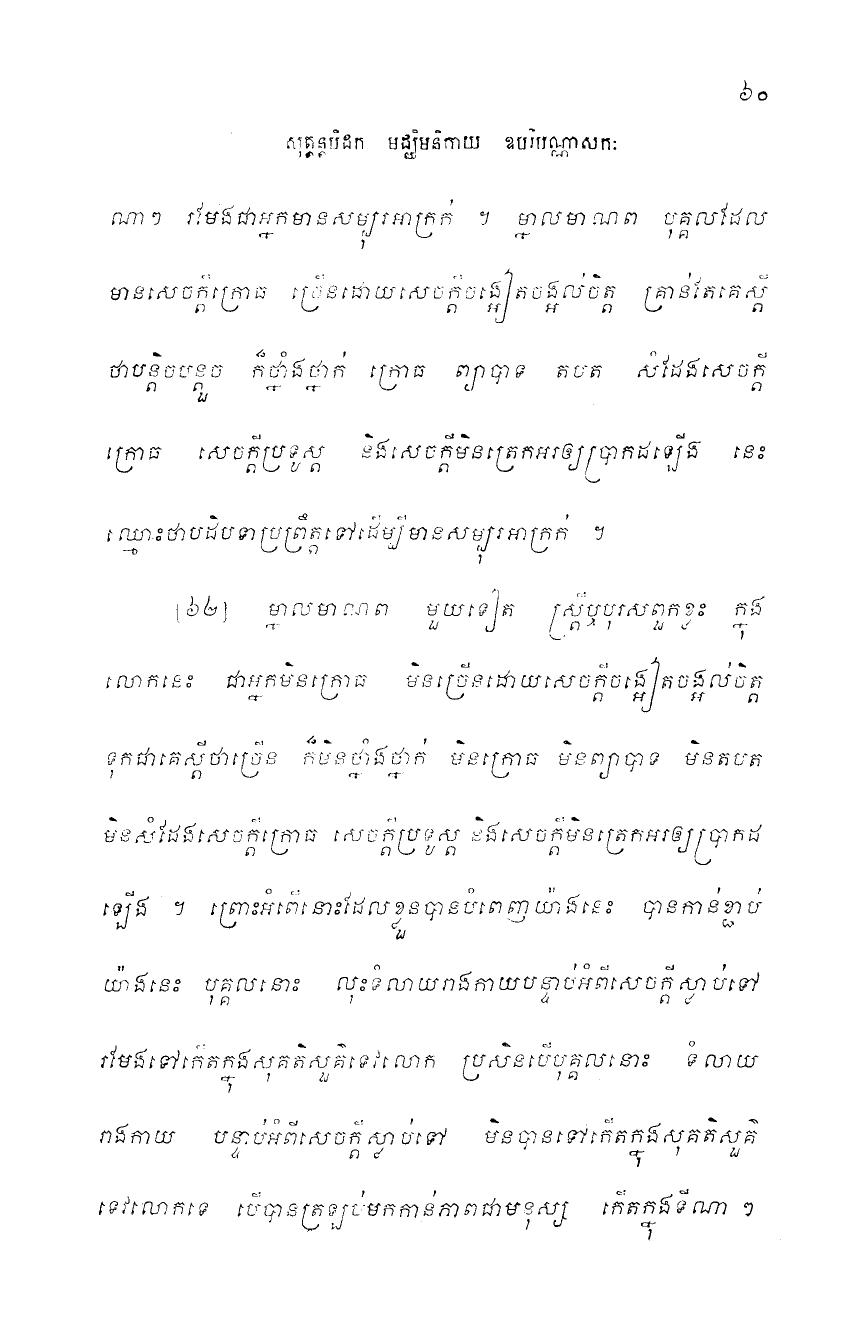 ៦០
សុត្តន្តបិដក មជ្ឈិមនិកាយ ឧបរិបណ្ណាសកៈ
ណាៗ រមែងជាអ្នកមានសម្បុរអាក្រក់ ។ ម្នាលមាណព បុគ្គលដែល
មានសេចក្តីក្រោធ ច្រើនដោយសេចក្តីចង្អៀតចង្អល់ចិត្ត គ្រាន់តែគេស្តី
ថាបន្តិចបន្តួច ក៏ថ្នាំងថ្នាក់ ក្រោធ ព្យាបាទ តបត សំដែងសេចក្តី
ក្រោធ សេចក្តីប្រទូស្ត និងសេចក្តីមិនត្រេកអរឲ្យប្រាកដឡើង នេះ
ឈ្មោះថាបដិបទាប្រព្រឹត្តទៅដើម្បីមានសម្បុរអាក្រក់ ។
[៦២] ម្នាលមាណព មួយទៀត ស្រ្តីឬបុរសពួកខ្លះ ក្នុង
លោកនេះ ជាអ្នកមិនក្រោធ មិនច្រើនដោយសេចក្តីចង្អៀតចង្អល់ចិត្ត
ទុកជាគេស្តីថាច្រើន ក៏មិនថ្នាំងថ្នាក់ មិនក្រោធ មិនព្យាបាទ មិនតបត
មិនសំដែងសេចក្តីក្រោធ សេចក្តីប្រទូស្ត និងសេចក្តីមិនត្រេកអរឲ្យប្រាកដ
ឡើង ។ ព្រោះអំពើនោះដែលខ្លួនបានបំពេញយ៉ាងនេះ បានកាន់ខ្ជាប់
យ៉ាងនេះ បុគ្គលនោះ លុះទំលាយរាងកាយបន្ទាប់អំពីសេចក្តីស្លាប់ទៅ
រមែងទៅកើតក្នុងសុគតិសួគ៌ទេវលោក ប្រសិនបើបុគ្គលនោះ ទំលាយ
រាងកាយ បន្ទាប់អំពីសេចក្តីស្លាប់ទៅ មិនបានទៅកើតក្នុងសុគតិសួគ៌
ទេវលោកទេ បើបានត្រឡប់មកកាន់ភាពជាមនុស្ស កើតក្នុងទីណា ៗ